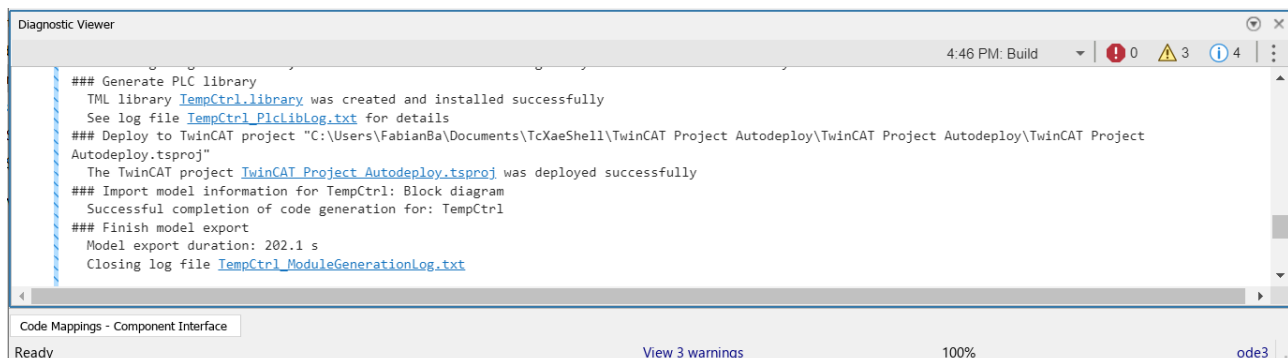 Diagnostic Viewer
4:46 PM: Build 0 3 4
### Generate PLC library
TML library TempCtrl.library was created and installed successfully
See log file TempCtrl_PlcLibLog.txt for details
### Deploy to TwinCAT project "C:\Users\FabianBa\Documents\TcXaeShell\TwinCAT Project Autodeploy\TwinCAT Project Autodeploy\TwinCAT Project
Autodeploy.tsproj"
The TwinCAT project TwinCAT Project Autodeploy.tsproj was deployed successfully
### Import model information for TempCtrl: Block diagram
Successful completion of code generation for: TempCtrl
### Finish model export
Model export duration: 202.1 s
Closing log file TempCtrl_ModuleGenerationLog.txt
Code Mappings - Component Interface
Ready View 3 warnings 100% ode3